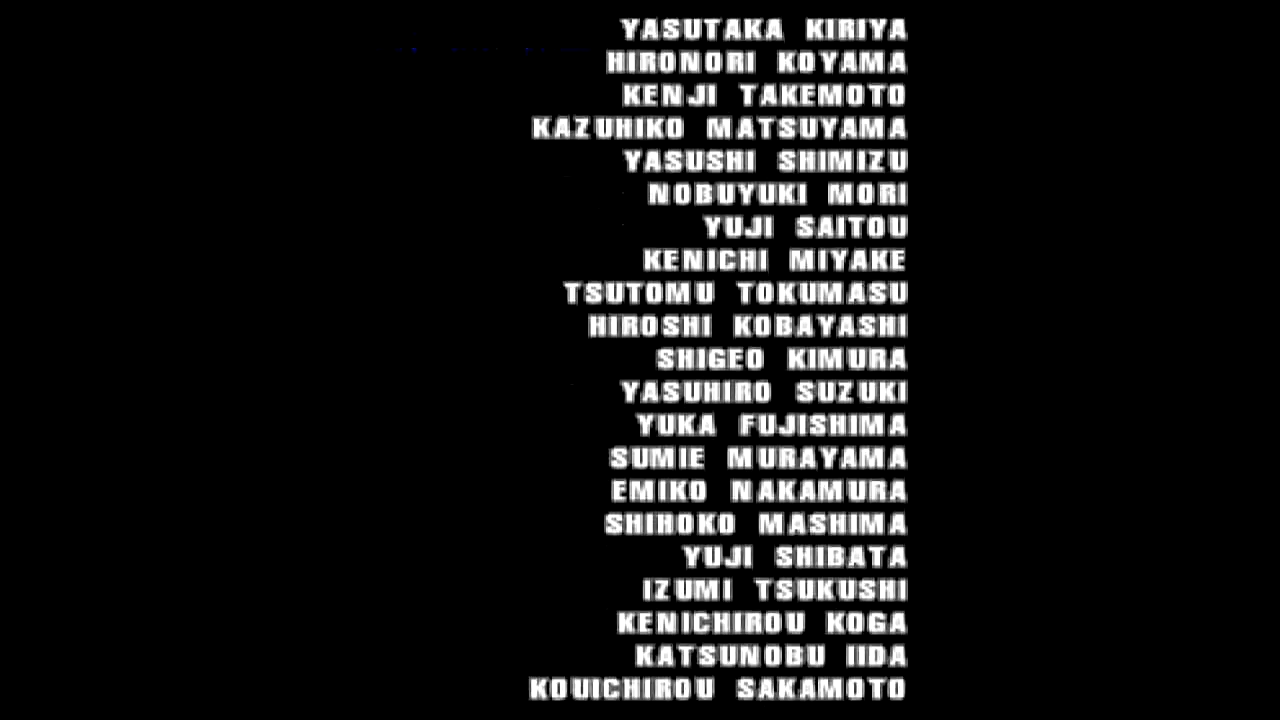 YASUTAKA KIRIYA
HIRONORI KOYAMA
KENJI TAKEMOTO
KAZUHIKO MATSUYAMA
YASUSHI SHIMIZU
NOBUYUKI MORI
YUJI SAITOU
KENICHI MIYAKE
TSUTOMU TOKUMASU
HIROSHI KOBAYASHI
SHIGEO KIMURA
YASUHIRO SUZUKI
YUKA FUJISHIMA
SUMIE MURAYAMA
EMIKO NAKAMURA
SHIHOKO MASHIMA
YUJI SHIBATA
IZUMI TSUKUSHI
KENICHIROU KOGA
KATSUNOBU IIDA
KOUICHIROU SAKAMOTO